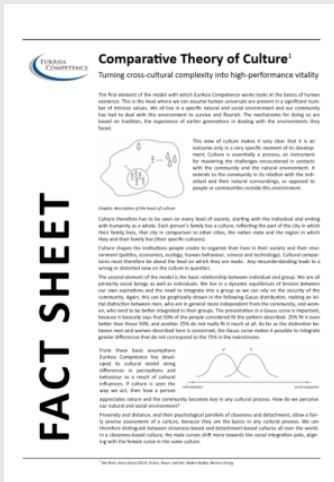 EURASIA
COMPETENCE
Comparative Theory of Culture¹
Turning cross-cultural complexity into high-performance vitality
FACT SHEET
The first element of the model with which EurAsia Competence works looks at the basics of human
existence. This is the level where we can assume human universals are present in a significant num-
ber of intrinsic values. We all live in a specific natural and social environment and our community
has had to deal with this environment to survive and flourish. The mechanisms for doing so are
based on tradition, the experience of earlier generations in dealing with the environments they
faced.
This view of culture makes it very clear that it is an
outcome only in a very specific moment of its develop-
ment. Culture is essentially a process, an instrument
for mastering the challenges encountered in contacts
with the community and the natural environment. It
extends to the community in its relation with the indi-
vidual and their natural surroundings, as opposed to
people or communities outside this environment.
Graphic description of the basis of culture
Culture therefore has to be seen on every level of society, starting with the individual and ending
with humanity as a whole. Each person's family has a culture, reflecting the part of the city in which
their family lives, that city in comparison to other cities, the nation state and the region in which
they and their family live (their specific cultures).
Culture shapes the institutions people create to organize their lives in their society and their envi-
ronment (politics, economics, ecology, human behaviour, science and technology). Cultural compar-
isons must therefore be about the level on which they are made. Any misunderstanding leads to a
wrong or distorted view on the culture in question.
The second element of the model is the basic relationship between individual and group. We are all
primarily social beings as well as individuals. We live in a dynamic equilibrium of tension between
our own aspirations and the need to integrate into a group so we can rely on the security of the
community. Again, this can be graphically shown in the following Gauss distribution, making an ini-
tial distinction between men, who are in general more independent from the community, and wom-
en, who tend to be better integrated in their groups. The presentation in a Gauss curve is important,
because it basically says that 50% of the people considered fit the pattern described. 25% fit it even
better than these 50%, and another 25% do not really fit it much at all. As far as the distinction be-
tween men and women described here is concerned, the Gauss curve makes it possible to integrate
gender differences that do not correspond to the 75% in the mainstream.
From these basic assumptions
EurAsia Competence has devel-
oped its cultural model along
differences in perceptions and
behaviour as a result of cultural
influences. If culture is seen the
way we act, then how a person
appreciates nature and the community becomes key in any cultural process. How do we perceive
our natural and social environment?
self-realisation
social integration
Proximity and distance, and their psychological parallels of closeness and detachment, allow a fair-
ly precise assessment of a culture, because they are the basis in any cultural process. We can
therefore distinguish between closeness-based and detachment-based cultures all over the world.
In a closeness-based culture, the male curves shift more towards the social integration pole, align-
ing with the female curve in the same culture.